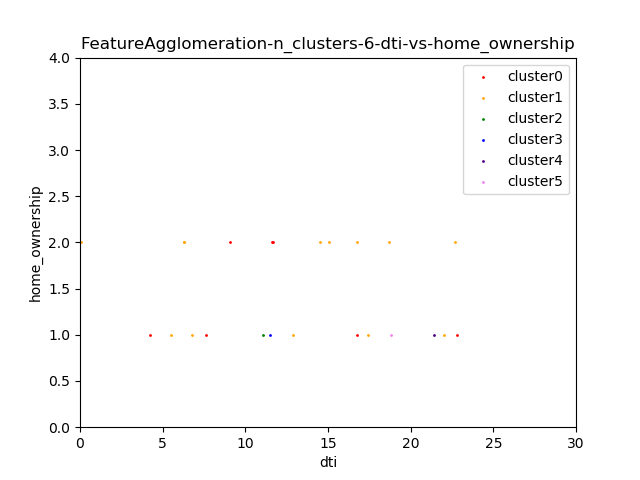 FeatureAgglomeration-n_clusters-6-dti-vs-home_ownership
4.0
3.5
3.0
2.5
2.0
1.5
1.0
0.5
0.0
home_ownership
cluster0
cluster1
cluster2
cluster3
cluster4
cluster5
0 5 10 15 20 25 30
dti